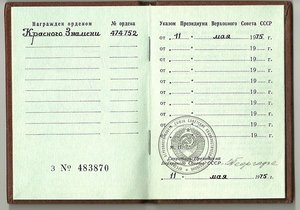 Награжден орденом
№ ордена
Красного Знамени
474752
З № 483870
Указом Президиума Верховного Совета СССР
от „ 11 “ мая 1975 г.
от „ “ 19 г.
от „ “ 19 г.
от „ “ 19 г.
от „ “ 19 г.
от „ “ 19 г.
от „ “ 19 г.
от „ “ 19 г.
от „ “ 19 г.
М. П.
Секретарь Президиума
Верховного Совета СССР
„ 11 “ мая 1975 г.